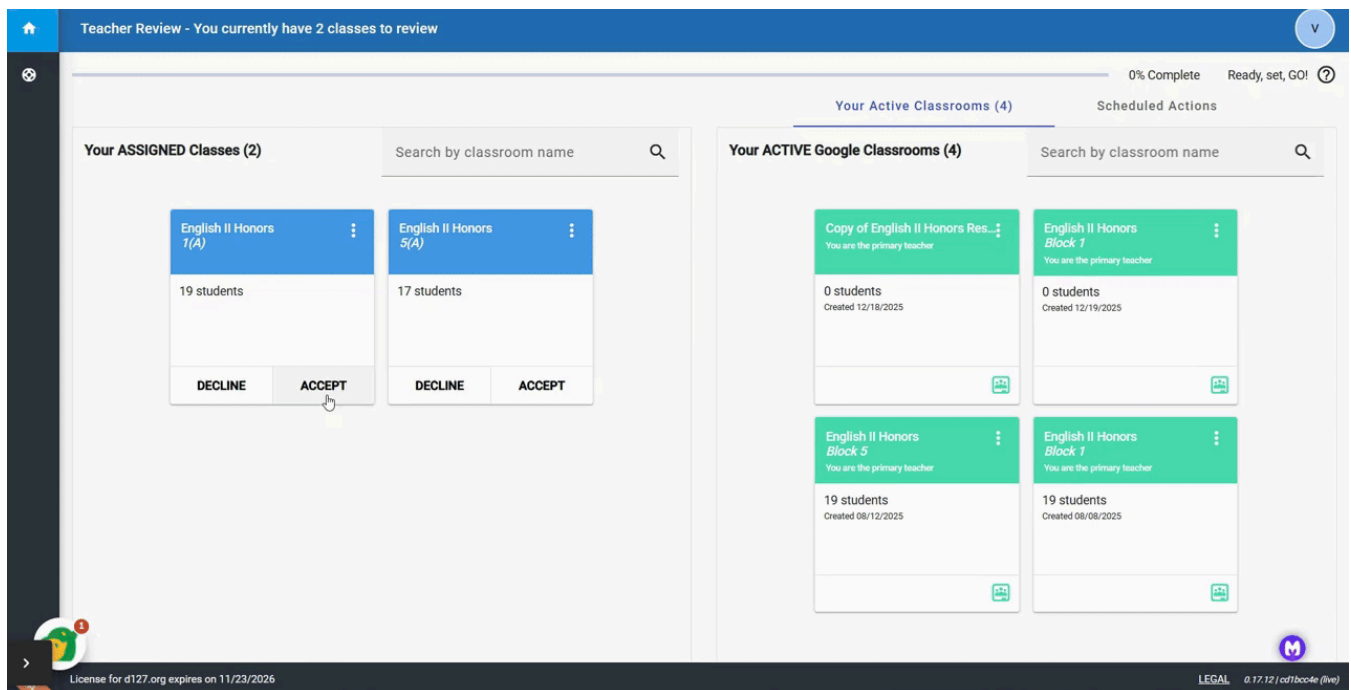 Teacher Review - You currently have 2 classes to review
V
0% Complete
Ready, set, GO!
?
Your Active Classrooms (4)
Scheduled Actions
Your ASSIGNED Classes (2)
Search by classroom name
Your ACTIVE Google Classrooms (4)
Search by classroom name
English II Honors
1(A)
19 students
DECLINE
ACCEPT
English II Honors
5(A)
17 students
DECLINE
ACCEPT
Copy of English II Honors Res...
You are the primary teacher
0 students
Created 12/18/2025
English II Honors
Block 1
You are the primary teacher
0 students
Created 12/19/2025
English II Honors
Block 5
You are the primary teacher
19 students
Created 08/12/2025
English II Honors
Block 1
You are the primary teacher
19 students
Created 08/08/2025
1
License for d127.org expires on 11/23/2026
LEGAL
0.17.12 | cd1bcc4e (live)